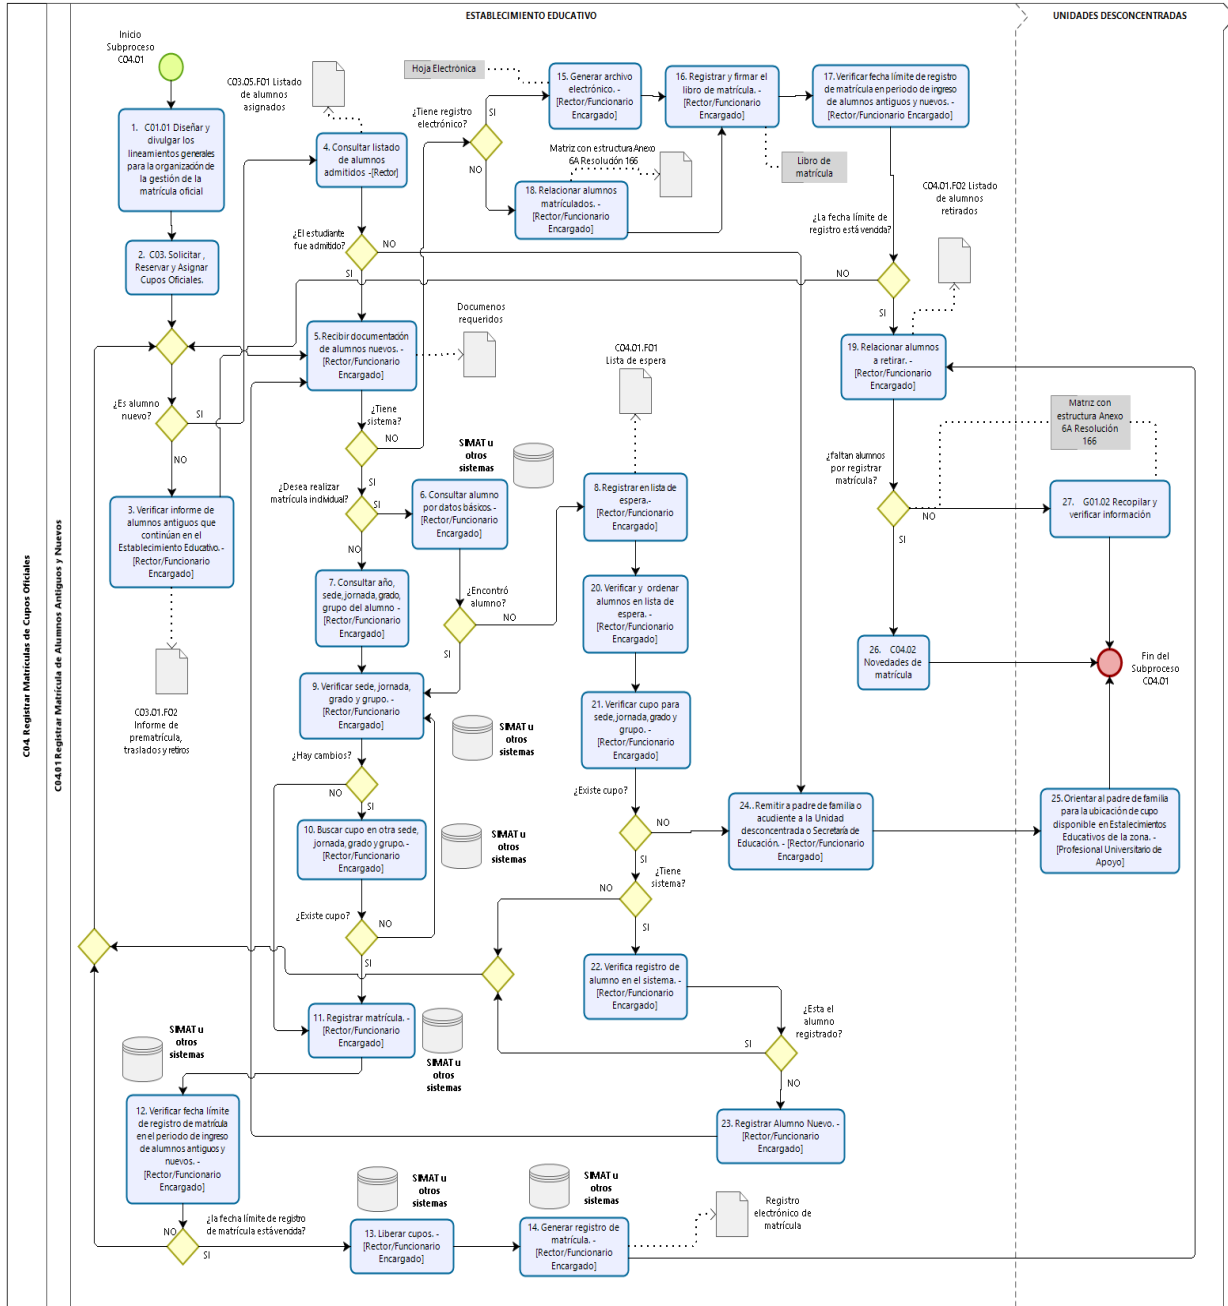 ESTABLECIMIENTO EDUCATIVO
UNIDADES DESCONCENTRADAS
C04. Registrar Matrículas de Cupos Oficiales
C04.01 Registrar Matrícula de Alumnos Antiguos y Nuevos
Inicio
Subproceso
C04.01
1. C01.01 Diseñar y
divulgar los
lineamientos generales
para la organización de
la gestión de la
matrícula oficial
2. C03. Solicitar,
Reservar y Asignar
Cupos Oficiales.
¿Es alumno
nuevo?
SI
NO
3. Verificar informe de
alumnos antiguos que
continúan en el
Establecimiento Educativo. -
[Rector/Funcionario
Encargado]
C03.01.F02
Informe de
prematrícula,
traslados y retiros
C03.05.F01 Listado
de alumnos
asignados
4. Consultar listado
de alumnos
admitidos -[Rector]
¿El estudiante
fue admitido?
NO
SI
5. Recibir documentación
de alumnos nuevos. -
[Rector/Funcionario
Encargado]
Documenos
requeridos
¿Tiene
sistema?
NO
¿Desea realizar
matrícula individual?
SI
NO
SIMAT u
otros
sistemas
6. Consultar alumno
por datos básicos.-
[Rector/Funcionario
Encargado]
7. Consultar año,
sede, jornada, grado,
grupo del alumno -
[Rector/Funcionario
Encargado]
¿Encontró
alumno?
NO
SI
C04.01.F01
Lista de espera
8. Registrar en lista de
espera.-
[Rector/Funcionario
Encargado]
9. Verificar sede, jornada,
grado y grupo. -
[Rector/Funcionario
Encargado]
SIMAT u
otros
sistemas
¿Hay cambios?
NO
SI
10. Buscar cupo en otra sede,
jornada, grado y grupo. -
[Rector/Funcionario
Encargado]
SIMAT u
otros
sistemas
¿Existe cupo?
NO
SI
11. Registrar matrícula. -
[Rector/Funcionario
Encargado]
SIMAT u
otros
sistemas
SIMAT u
otros
sistemas
12. Verificar fecha límite
de registro de matrícula
en el periodo de ingreso
de alumnos antiguos y
nuevos. -
[Rector/Funcionario
Encargado]
¿la fecha límite de registro
de matrícula está vencida?
NO
SI
SIMAT u
otros
sistemas
13. Liberar cupos. -
[Rector/Funcionario
Encargado]
SIMAT u
otros
sistemas
14. Generar registro de
matrícula. -
[Rector/Funcionario
Encargado]
Registro
electrónico de
matrícula
Hoja Electrónica
¿Tiene registro
electrónico?
SI
NO
15. Generar archivo
electrónico. -
[Rector/Funcionario
Encargado]
16. Registrar y firmar el
libro de matrícula. -
[Rector/Funcionario
Encargado]
Libro de
matrícula
17. Verificar fecha límite de registro
de matrícula en periodo de ingreso
de alumnos antiguos y nuevos. -
[Rector/Funcionario Encargado]
Matriz con estructura Anexo
6A Resolución 166
18. Relacionar alumnos
matrículados. -
[Rector/Funcionario
Encargado]
¿La fecha límite de
registro está vencida?
NO
SI
C04.01.F02 Listado
de alumnos
retirados
19. Relacionar alumnos
a retirar. -
[Rector/Funcionario
Encargado]
¿faltan alumnos
por registrar
matrícula?
NO
SI
Matriz con
estructura Anexo
6A Resolución
166
20. Verificar y ordenar
alumnos en lista de
espera. -
[Rector/Funcionario
Encargado]
21. Verificar cupo para
sede, jornada, grado y
grupo. -
[Rector/Funcionario
Encargado]
¿Existe cupo?
NO
SI
¿Tiene
sistema?
NO
SI
22. Verifica registro de
alumno en el sistema. -
[Rector/Funcionario
Encargado]
¿Esta el
alumno
registrado?
SI
NO
23. Registrar Alumno Nuevo. -
[Rector/Funcionario
Encargado]
24. Remitir a padre de familia o
acudiente a la Unidad
desconcentrada o Secretaría de
Educación. - [Rector/Funcionario
Encargado]
25. Orientar al padre de familia
para la ubicación de cupo
disponible en Estalecimientos
Educativos de la zona. -
[Profesional Universitario de
Apoyo]
26. C04.02
Novedades de
matrícula
27. G01.02 Recopilar y
verificar información
Fin del
Subproceso
C04.01